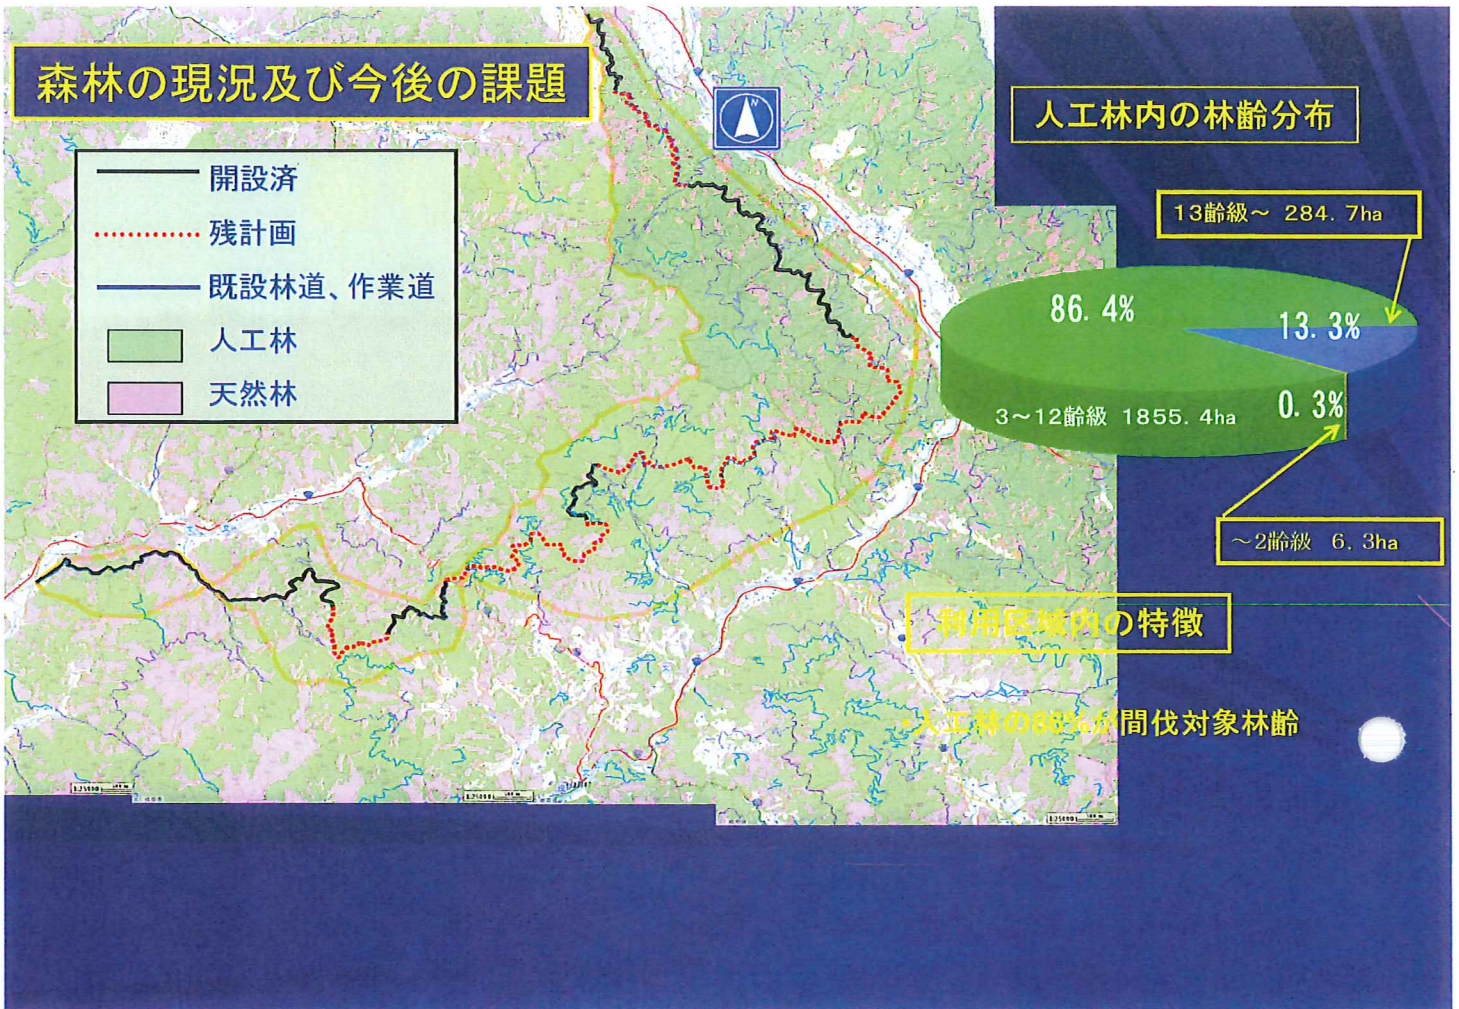 森林の現況及び今後の課題
開設済
残計画
既設林道、作業道
人工林
天然林
N
人工林内の林齢分布
13齢級～ 284.7ha
86.4%
13.3%
3～12齢級 1855.4ha
0.3%
～2齢級 6.3ha
利用区域内の特徴
・人工林の86%が間伐対象林齢